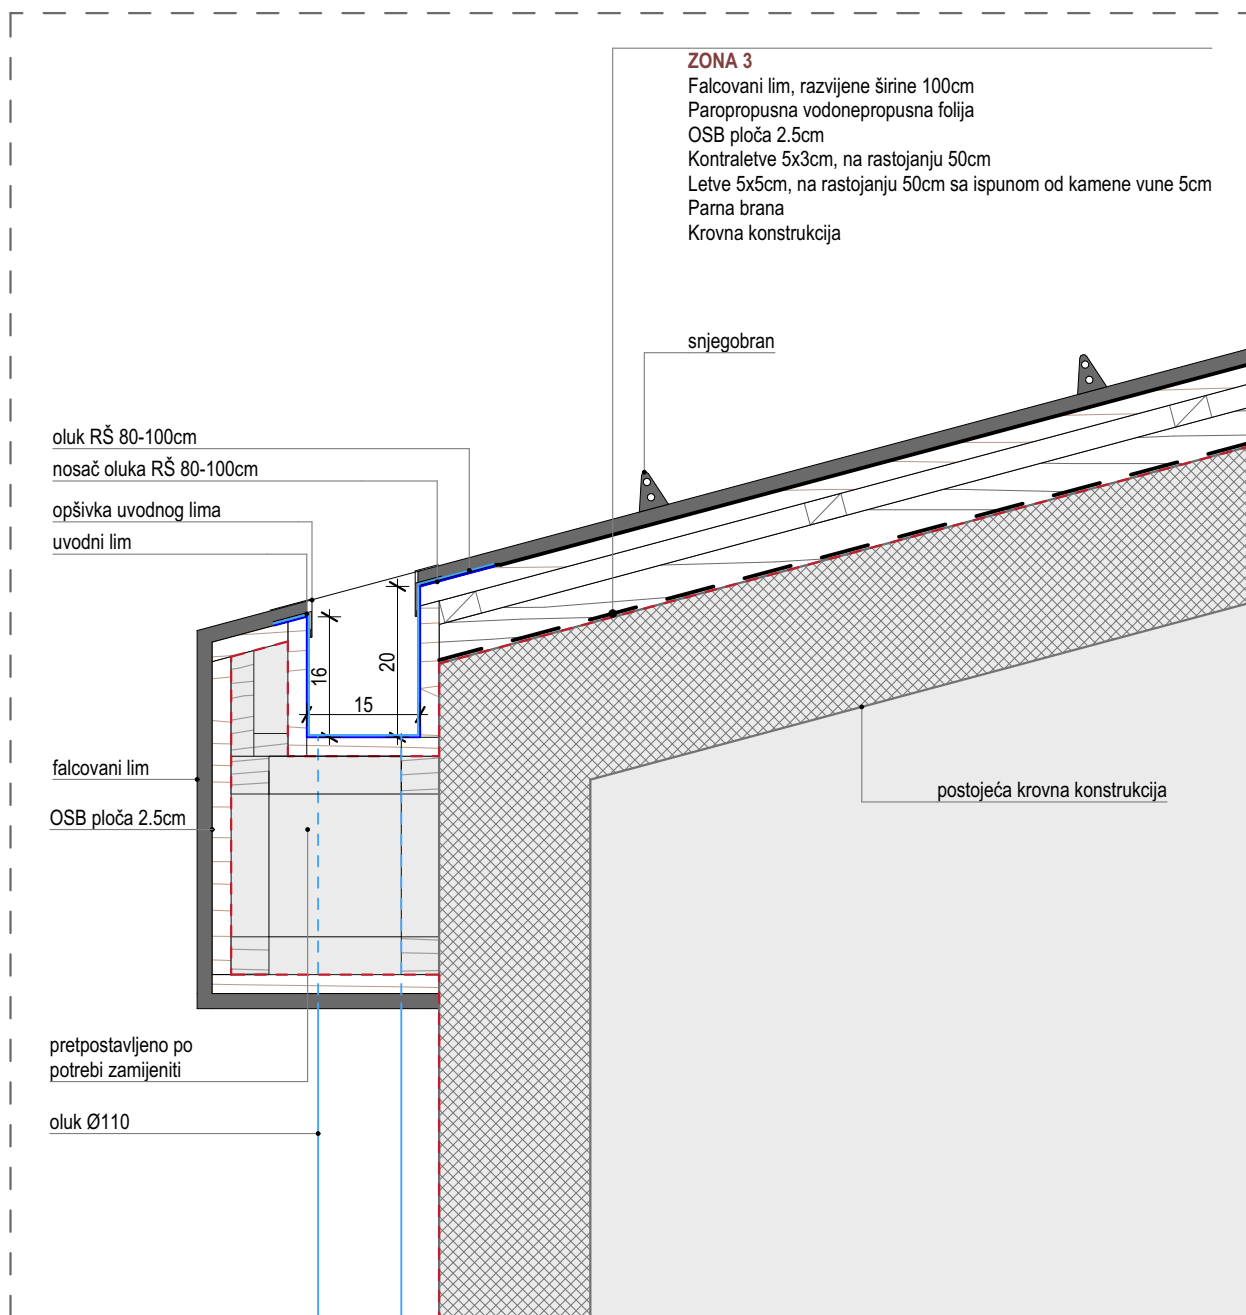 ZONA 3
Falcovani lim, razvijene širine 100cm
Paropropusna vodonepropusna folija
OSB ploča 2.5cm
Kontraletve 5x3cm, na rastojanju 50cm
Letve 5x5cm, na rastojanju 50cm sa ispunom od kamene vune 5cm
Parna brana
Krovna konstrukcija
snjegobran
oluk RŠ 80-100cm
nosač oluka RŠ 80-100cm
opšivka uvodnog lima
uvodni lim
16
20
15
falcovani lim
OSB ploča 2.5cm
postojeća krovna konstrukcija
pretpostavljeno po
potrebi zamijeniti
oluk Ø110